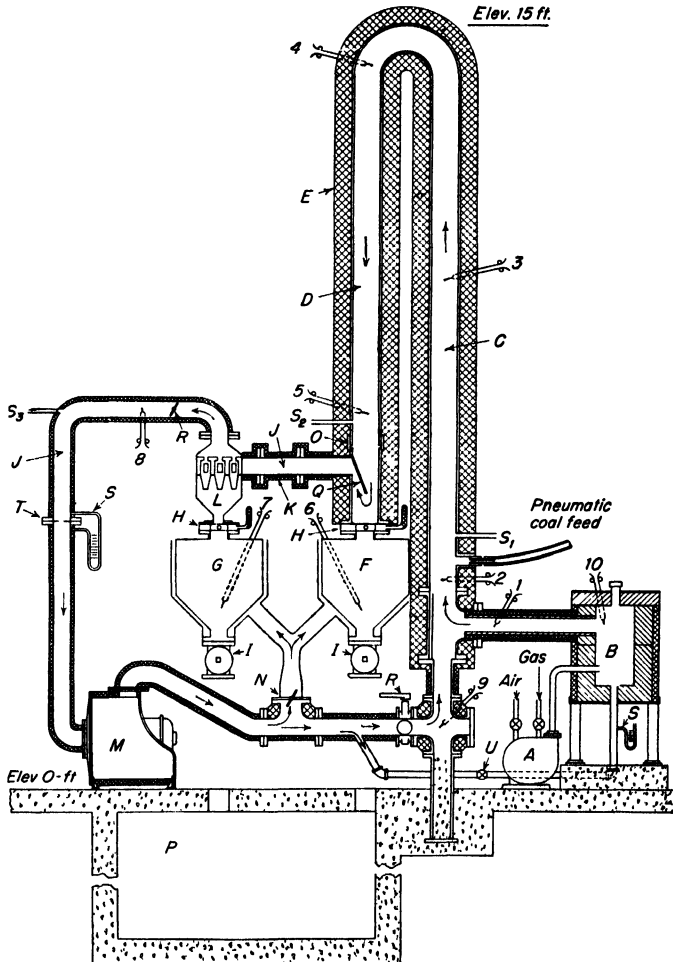 Elev. 15 ft.
4
E
3
D
C
5
S3
S2
R
8
O
J
J
Q
K
L
T
S
7
6
H
H
Pneumatic
coal feed
S1
G
F
2
10
1
I
I
B
N
R
9
Gas
Air
S
M
A
U
Elev O-ft
P